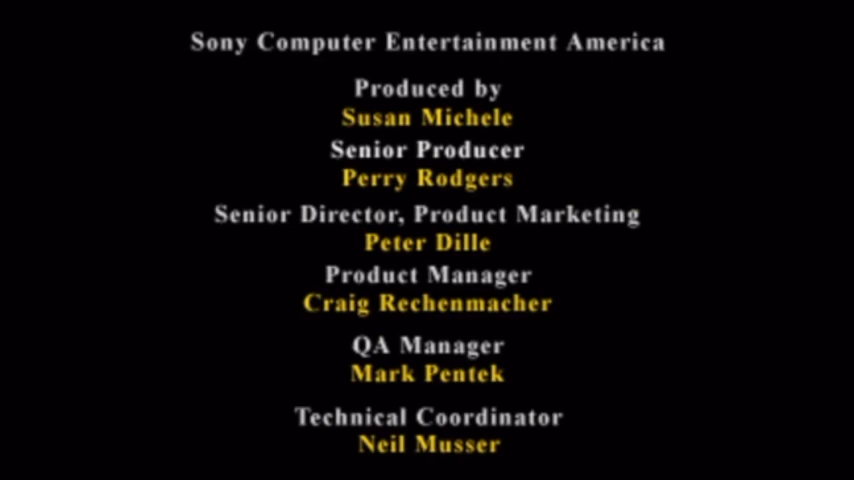 Sony Computer Entertainment America
Produced by
Susan Michele
Senior Producer
Perry Rodgers
Senior Director, Product Marketing
Peter Dille
Product Manager
Craig Rechenmacher
QA Manager
Mark Pentek
Technical Coordinator
Neil Musser